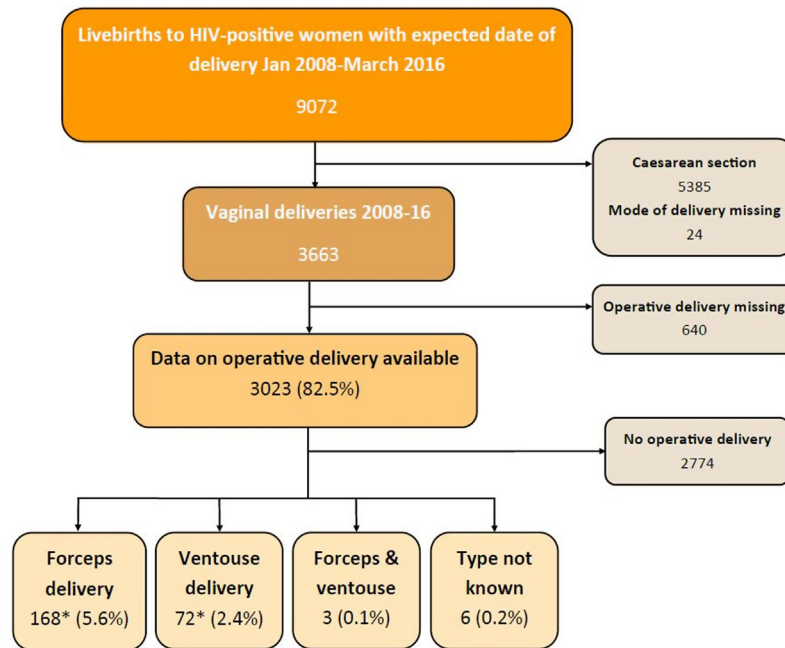 Livebirths to HIV-positive women with expected date of
delivery Jan 2008-March 2016
9072
Caesarean section
5385
Mode of delivery missing
24
Vaginal deliveries 2008-16
3663
Operative delivery missing
640
Data on operative delivery available
3023 (82.5%)
No operative delivery
2774
Forceps
delivery
168* (5.6%)
Ventouse
delivery
72* (2.4%)
Forceps &
ventouse
3 (0.1%)
Type not
known
6 (0.2%)